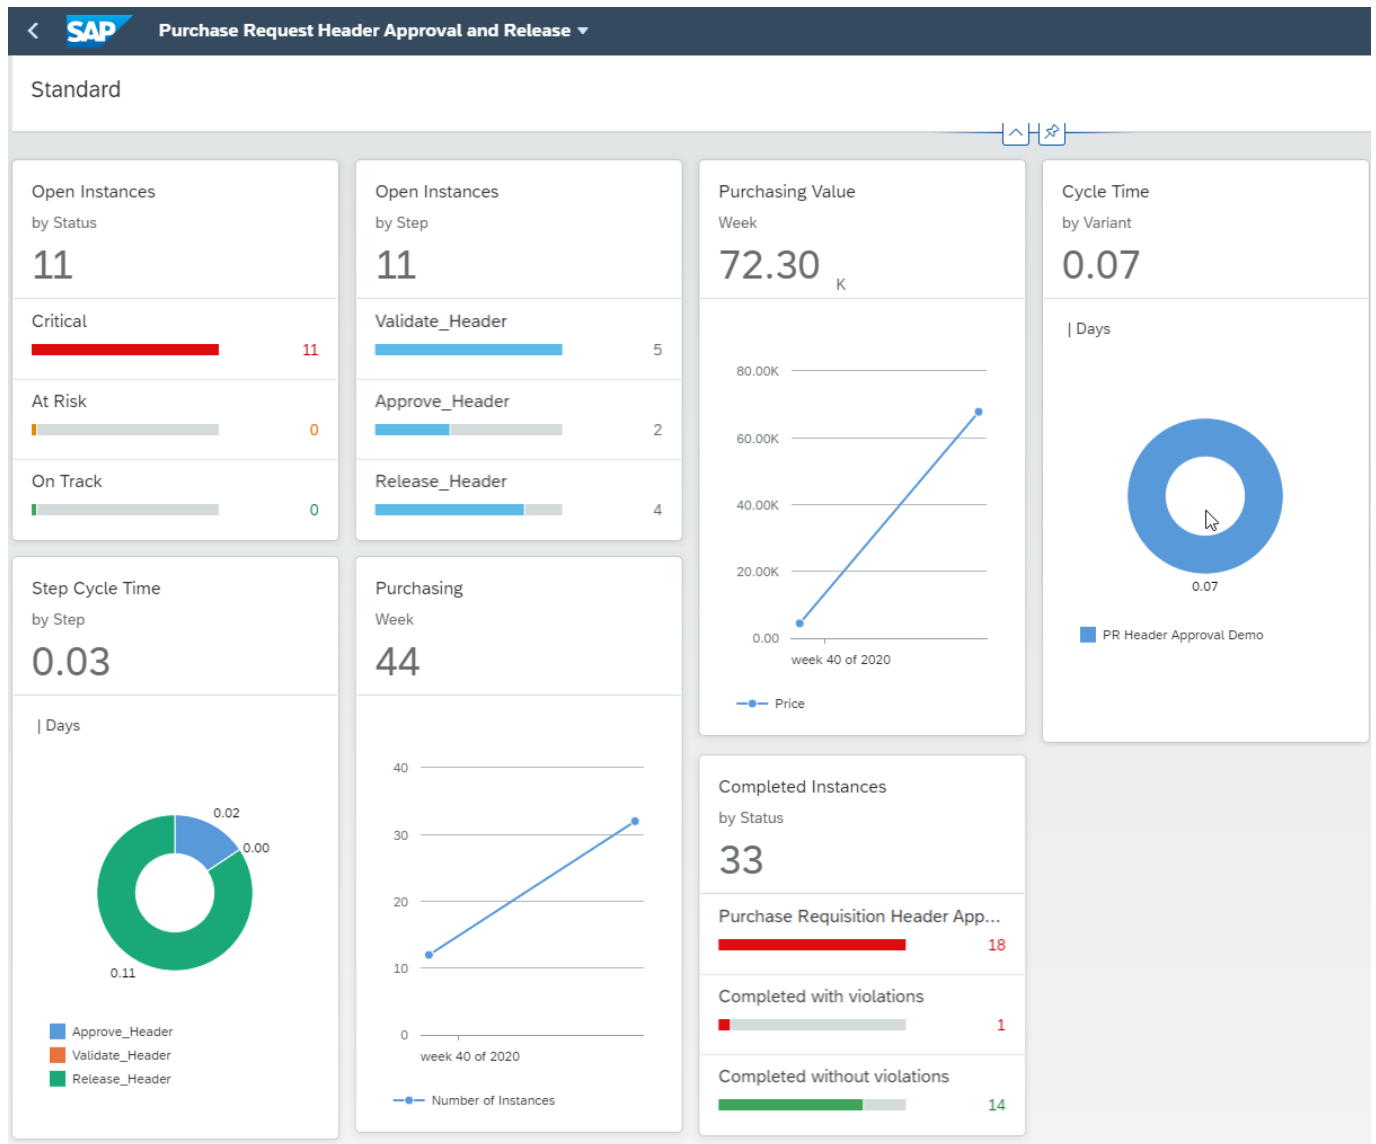 SAP Purchase Request Header Approval and Release
Standard
Open Instances
by Status
11
Critical
11
At Risk
0
On Track
0
Open Instances
by Step
11
Validate_Header
5
Approve_Header
2
Release_Header
4
Purchasing Value
Week
72.30 K
80.00K
60.00K
40.00K
20.00K
0.00
week 40 of 2020
Price
Cycle Time
by Variant
0.07
| Days
0.07
PR Header Approval Demo
Step Cycle Time
by Step
0.03
| Days
0.02
0.00
0.11
Approve_Header
Validate_Header
Release_Header
Purchasing
Week
44
40
30
20
10
0
week 40 of 2020
Number of Instances
Completed Instances
by Status
33
Purchase Requisition Header App...
18
Completed with violations
1
Completed without violations
14